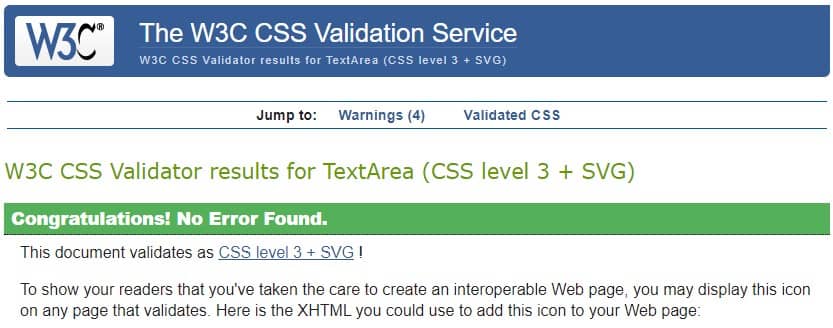 W3C®
The W3C CSS Validation Service
W3C CSS Validator results for TextArea (CSS level 3 + SVG)
Jump to: Warnings (4) Validated CSS
W3C CSS Validator results for TextArea (CSS level 3 + SVG)
Congratulations! No Error Found.
This document validates as CSS level 3 + SVG !
To show your readers that you've taken the care to create an interoperable Web page, you may display this icon
on any page that validates. Here is the XHTML you could use to add this icon to your Web page: